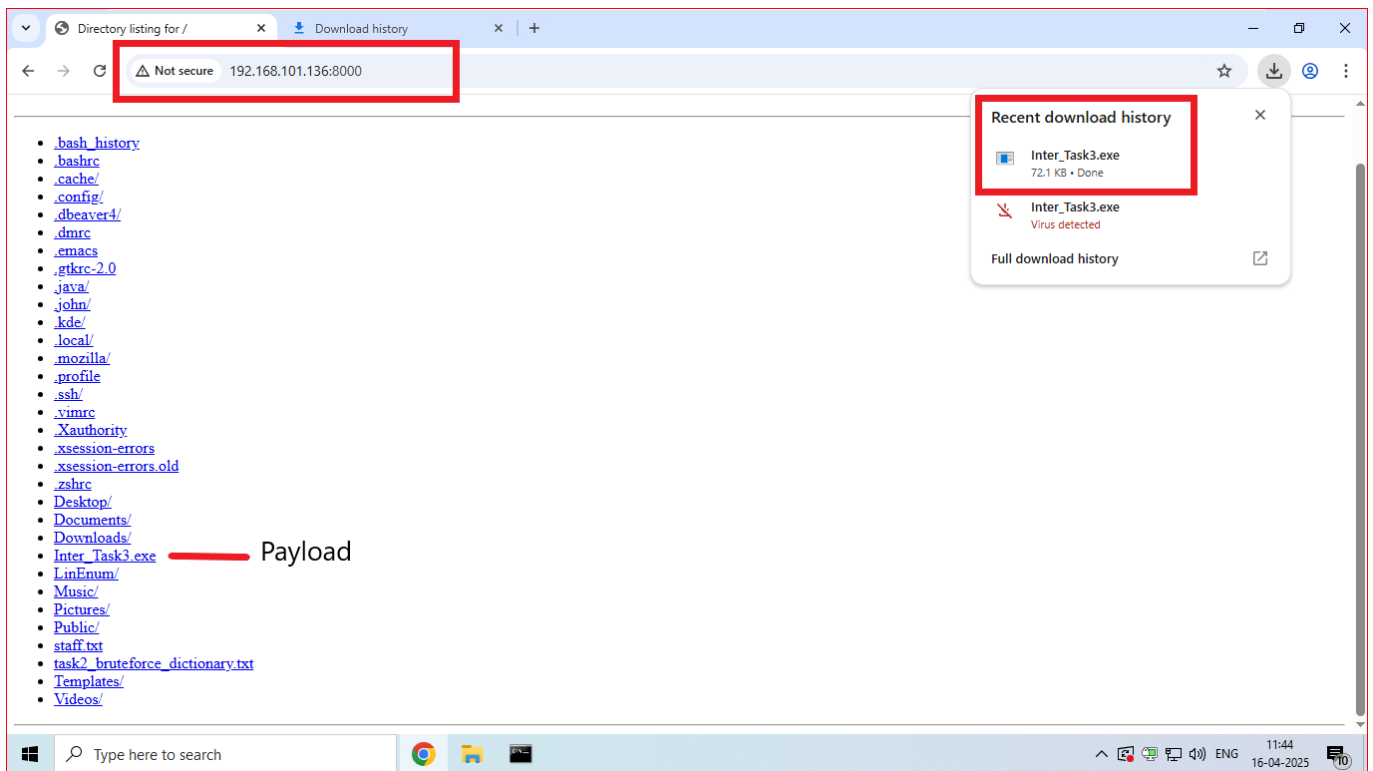 Directory listing for /
Download history
Not secure 192.168.101.136:8000
Recent download history
Inter_Task3.exe
72.1 KB • Done
Inter_Task3.exe
Virus detected
Full download history
.bash_history
.bashrc
.cache/
.config/
.dbeaver4/
.dmrc
.emacs
.gtkrc-2.0
.java/
.john/
.kde/
.local/
.mozilla/
.profile
.ssh/
.vimrc
.Xauthority
.xsession-errors
.xsession-errors.old
.zshrc
Desktop/
Documents/
Downloads/
Inter_Task3.exe Payload
LinEnum/
Music/
Pictures/
Public/
staff.txt
task2_bruteforce_dictionary.txt
Templates/
Videos/
Type here to search
ENG
11:44
16-04-2025
10